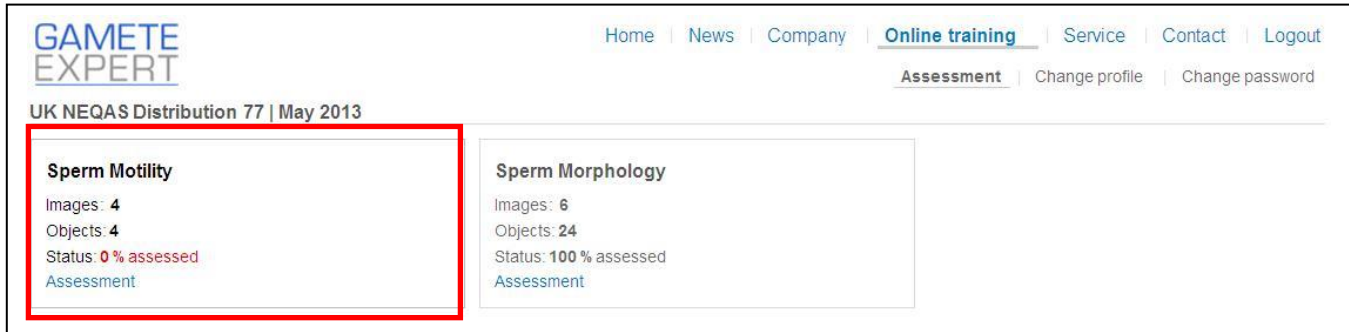 GAMETE
EXPERT
Home | News | Company | Online training | Service | Contact | Logout
Assessment | Change profile | Change password
UK NEQAS Distribution 77 | May 2013
Sperm Motility
Images: 4
Objects: 4
Status: 0 % assessed
Assessment
Sperm Morphology
Images: 6
Objects: 24
Status: 100 % assessed
Assessment